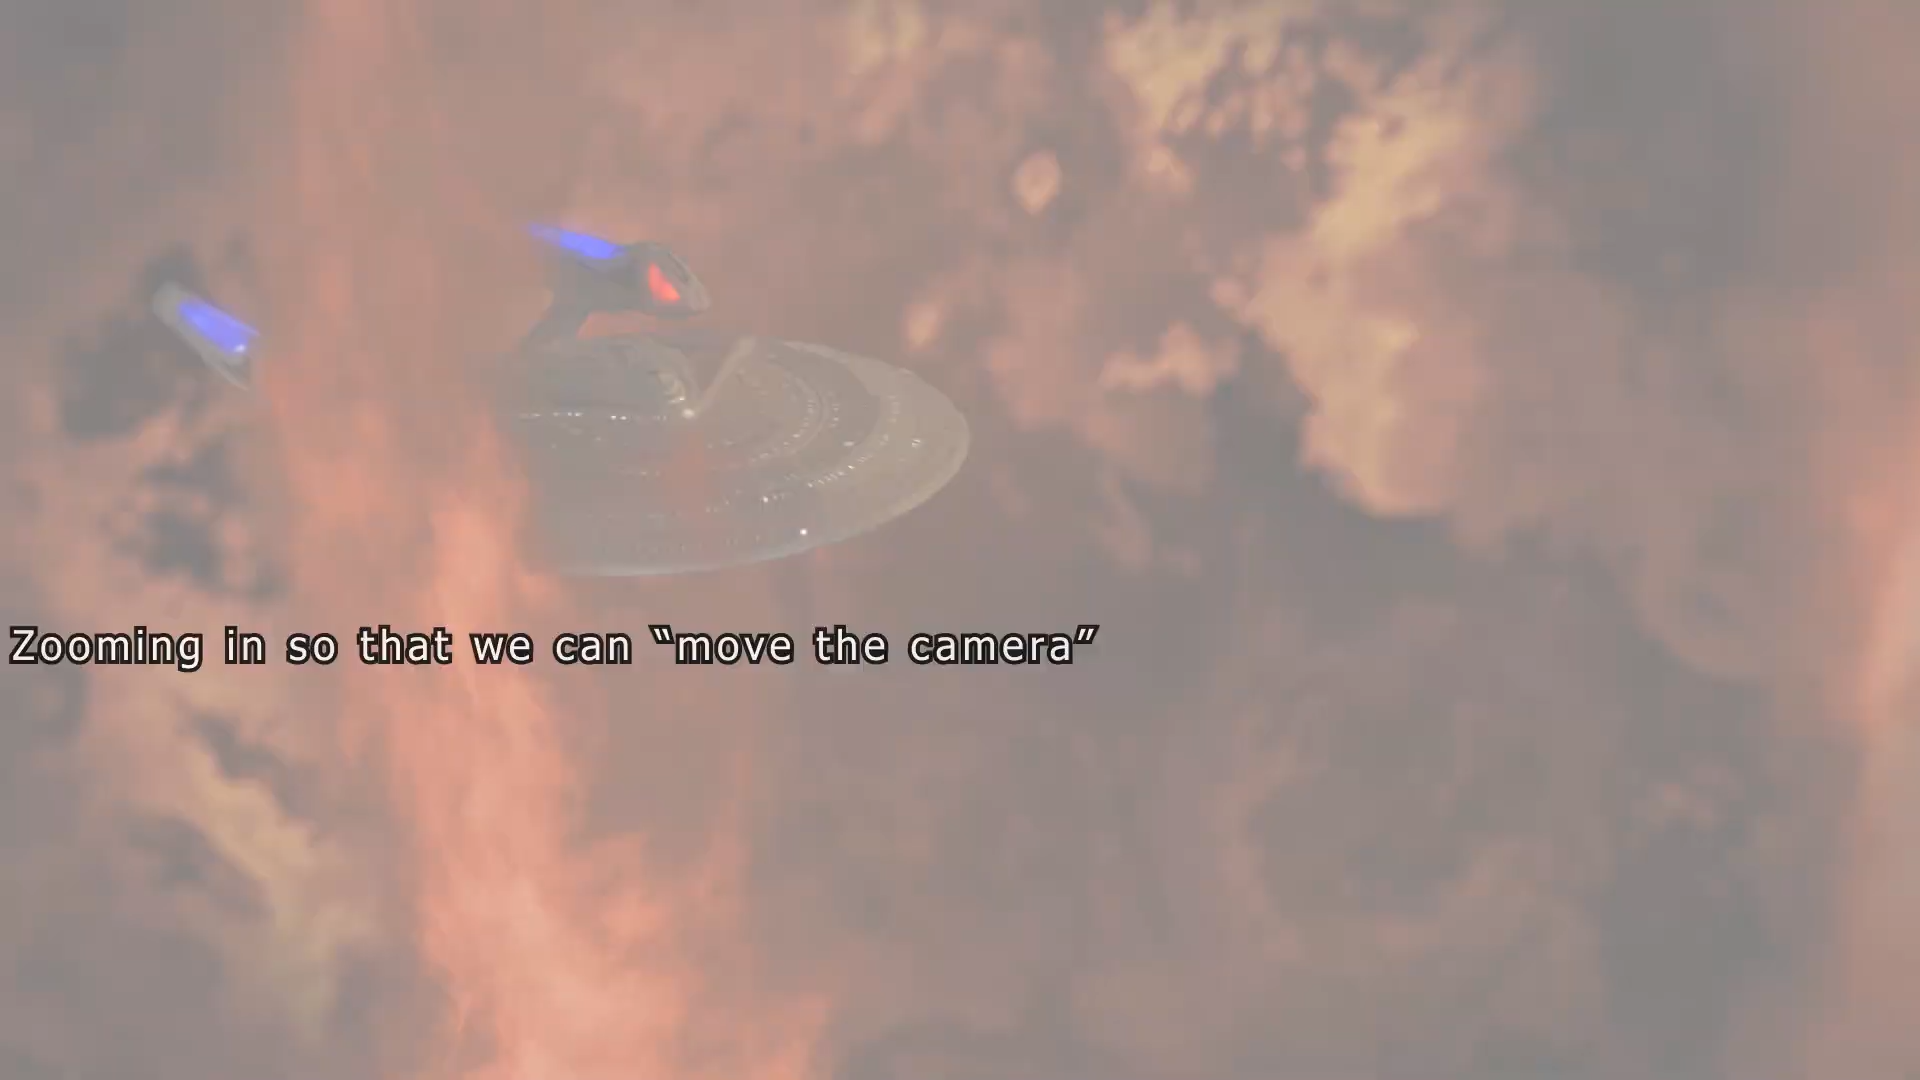 Zooming in so that we can “move the camera”